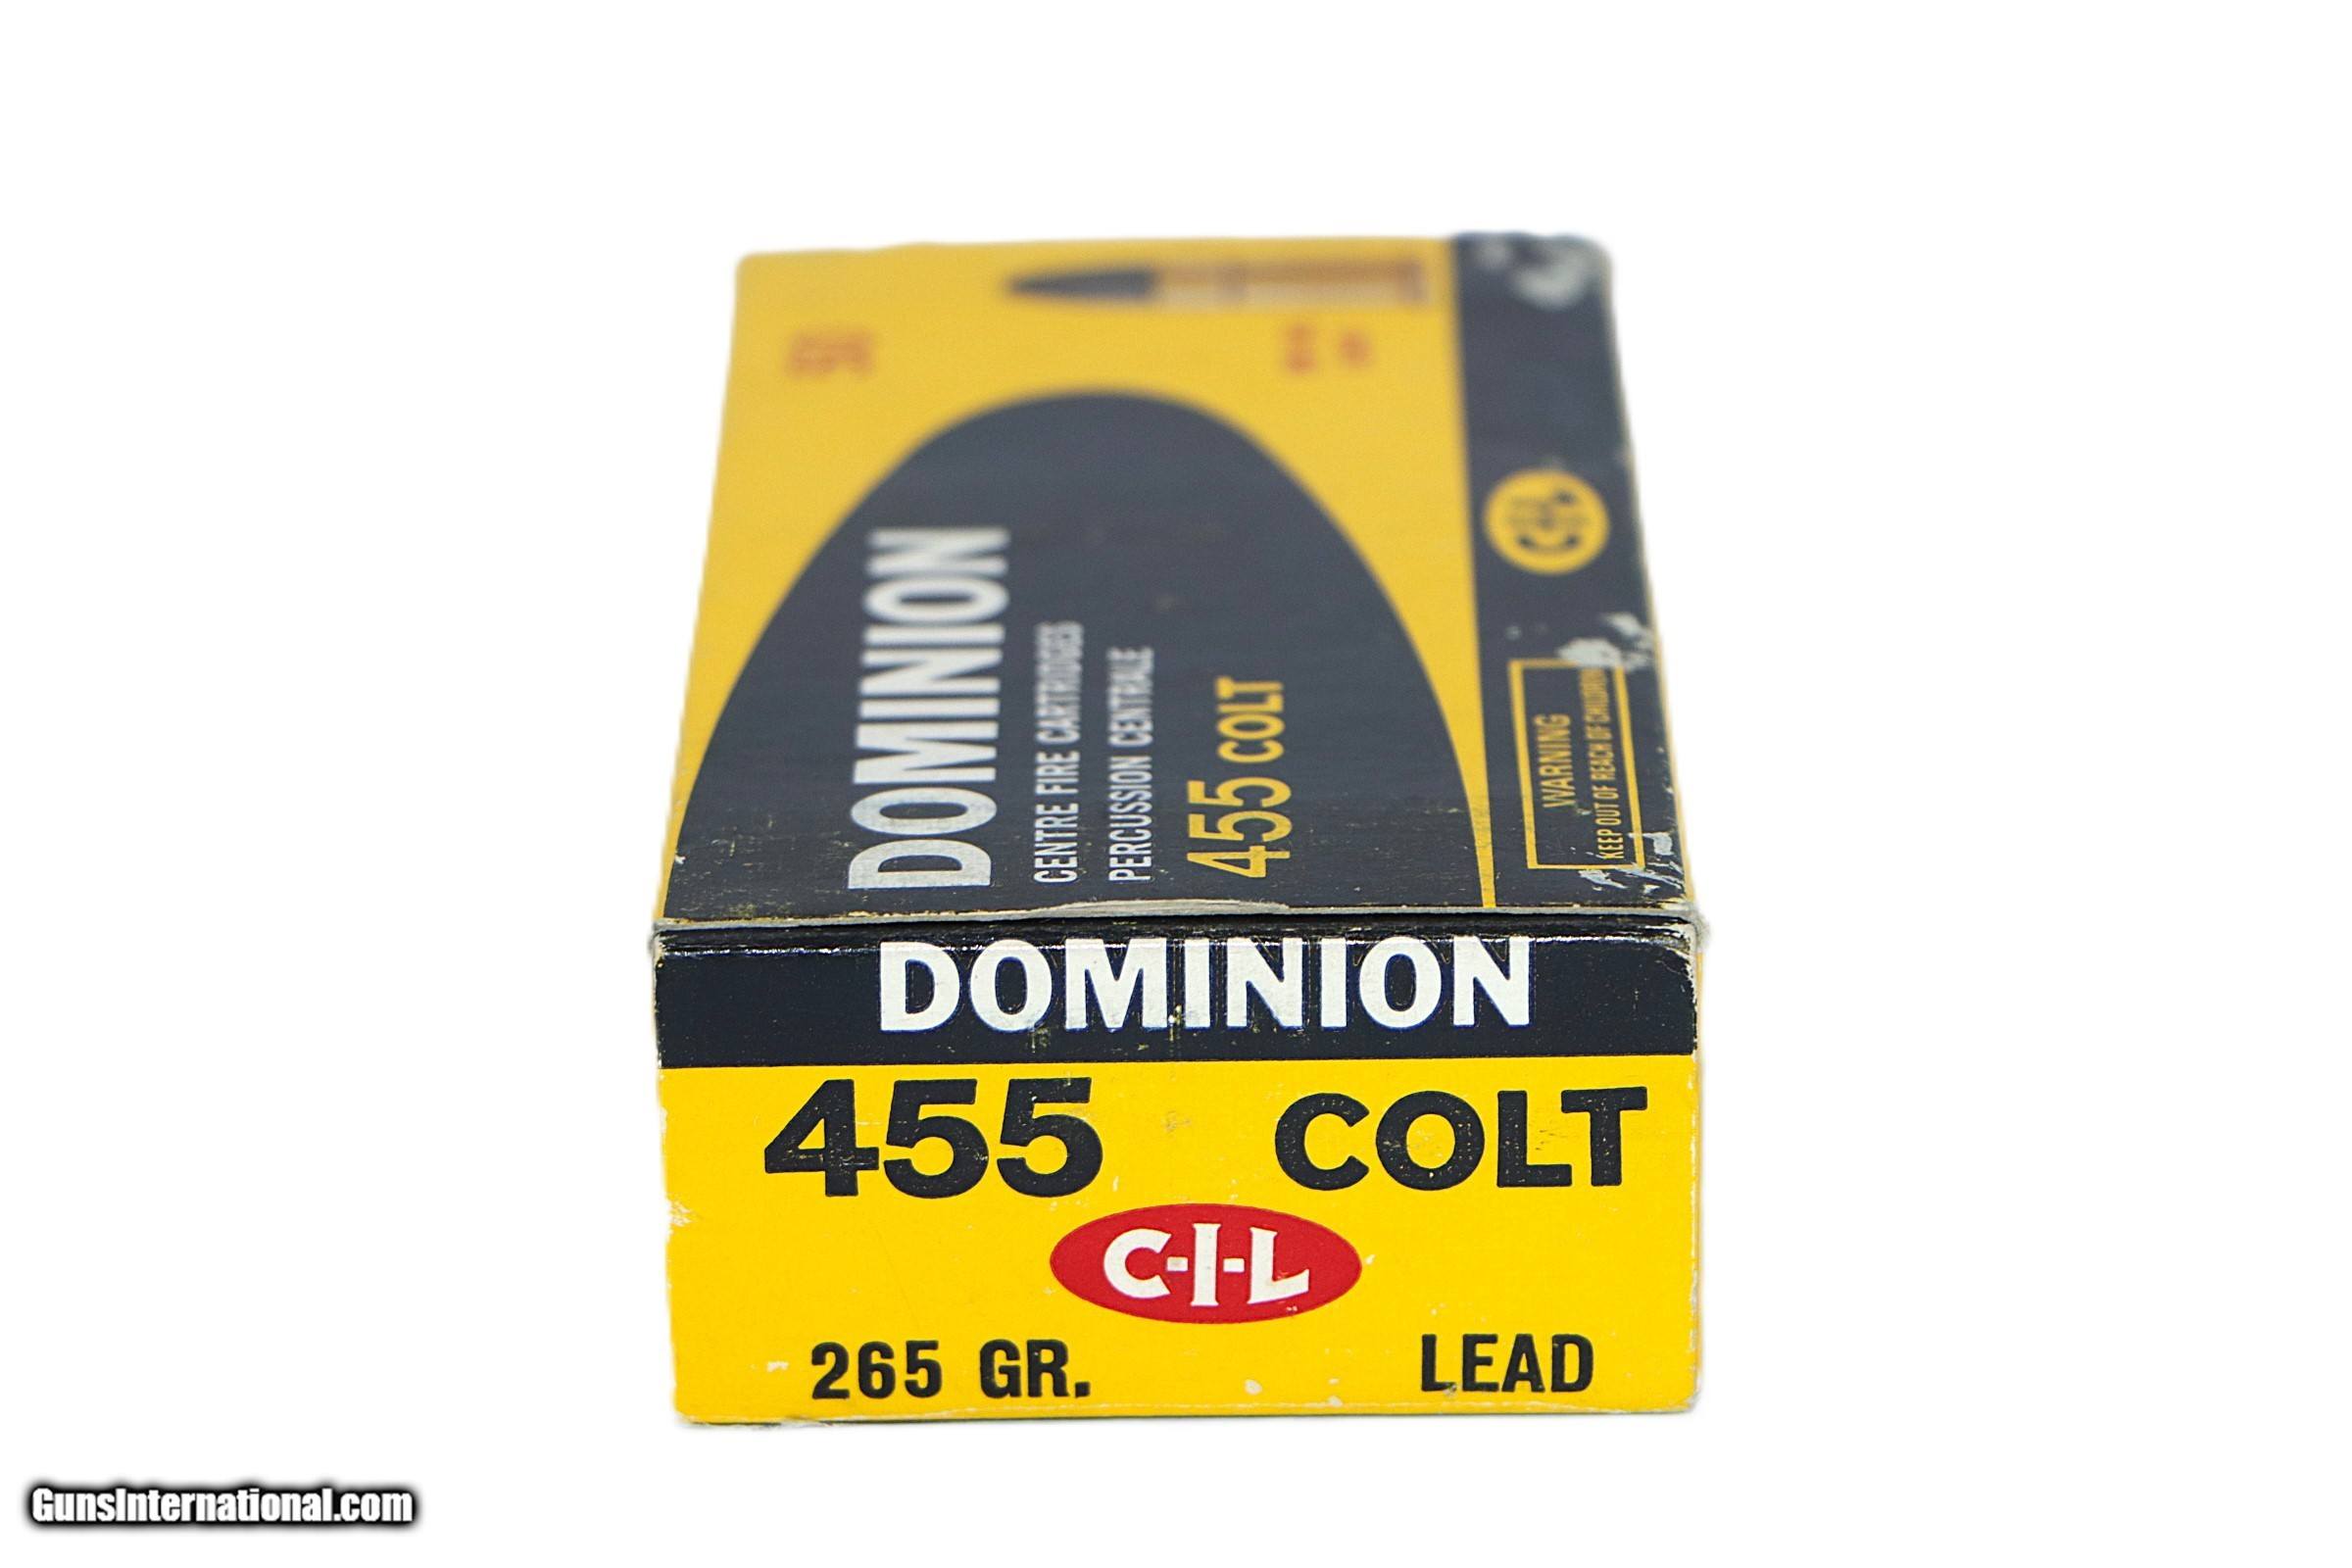 DOMINION
CENTRE FIRE CARTRIDGES
PERCUSSION CENTRALE
455 COLT
C-I-L
WARNING
KEEP OUT OF REACH OF CHILDREN
DOMINION
455 COLT
C-I-L
265 GR. LEAD
GunsInternational.com